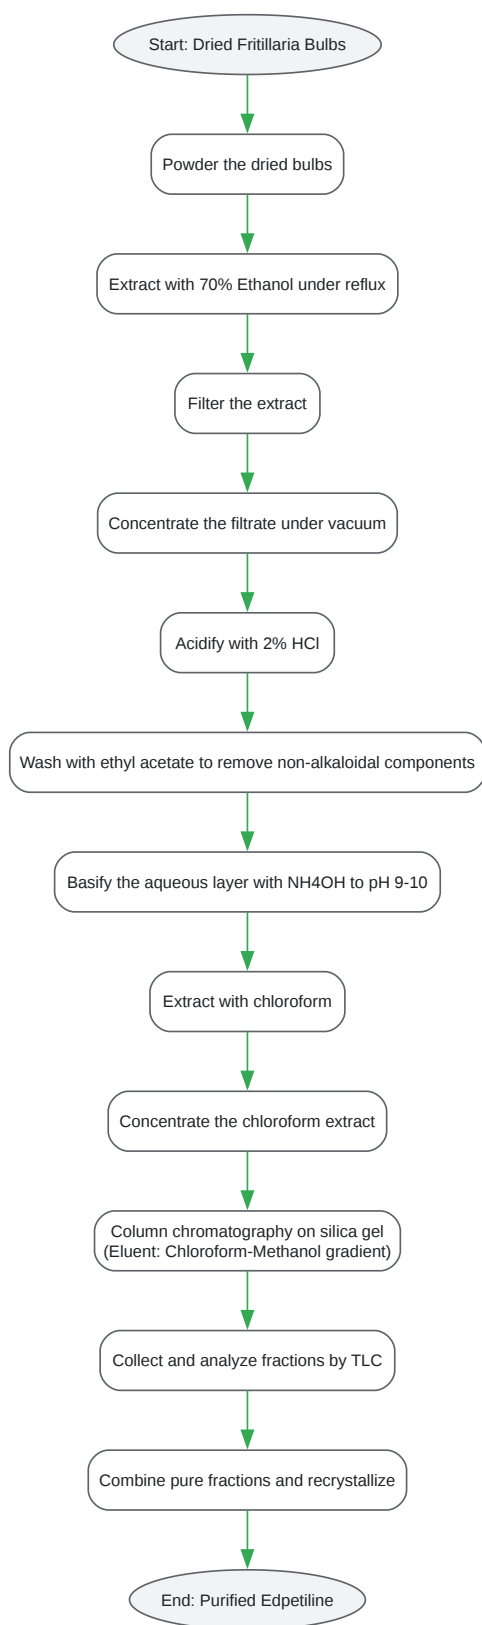 Start: Dried Fritillaria Bulbs
Powder the dried bulbs
Extract with 70% Ethanol under reflux
Filter the extract
Concentrate the filtrate under vacuum
Acidify with 2% HCl
Wash with ethyl acetate to remove non-alkaloidal components
Basify the aqueous layer with NH4OH to pH 9-10
Extract with chloroform
Concentrate the chloroform extract
Column chromatography on silica gel
(Eluent: Chloroform-Methanol gradient)
Collect and analyze fractions by TLC
Combine pure fractions and recrystallize
End: Purified Edpetiline